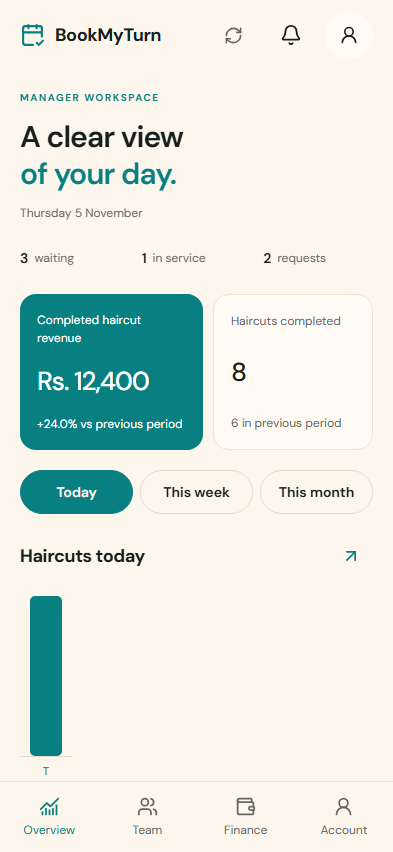 BookMyTurn
MANAGER WORKSPACE
A clear view
of your day.
Thursday 5 November
3 waiting
1 in service
2 requests
Completed haircut
revenue
Rs. 12,400
+24.0% vs previous period
Haircuts completed
8
6 in previous period
Today
This week
This month
Haircuts today
T
Overview
Team
Finance
Account